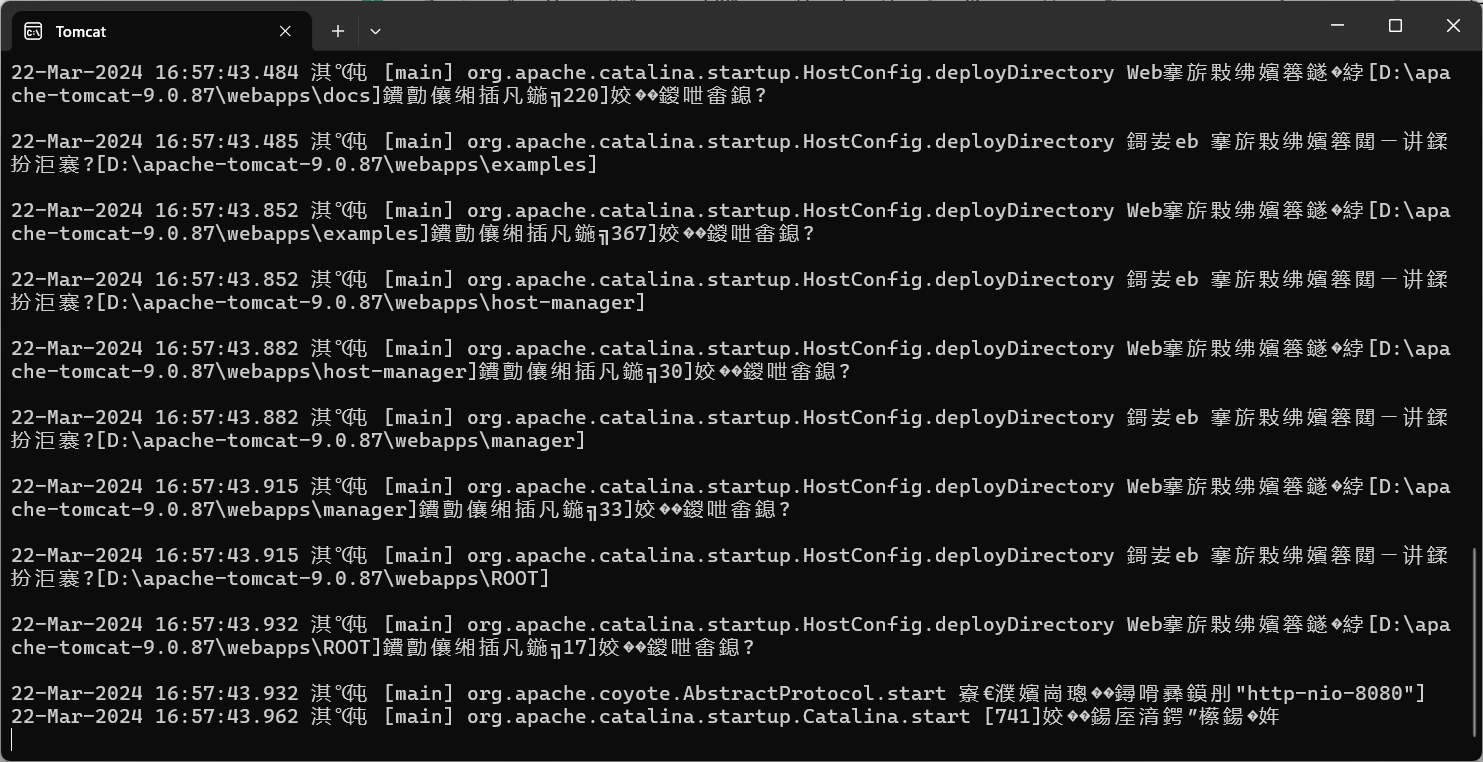 Tomcat
22-Mar-2024 16:57:43.484 淇℃伅 [main] org.apache.catalina.startup.HostConfig.deployDirectory Web搴旂敤绋嬪簭鐩�綍[D:\apa
che-tomcat-9.0.87\webapps\docs]鐨勯儴缃插凡鍦╗220]姣��鍐呭畬鎴?
22-Mar-2024 16:57:43.485 淇℃伅 [main] org.apache.catalina.startup.HostConfig.deployDirectory 鎶妛eb 搴旂敤绋嬪簭閮ㄧ讲鍒
扮洰褰?[D:\apache-tomcat-9.0.87\webapps\examples]
22-Mar-2024 16:57:43.852 淇℃伅 [main] org.apache.catalina.startup.HostConfig.deployDirectory Web搴旂敤绋嬪簭鐩�綍[D:\apa
che-tomcat-9.0.87\webapps\examples]鐨勯儴缃插凡鍦╗367]姣��鍐呭畬鎴?
22-Mar-2024 16:57:43.852 淇℃伅 [main] org.apache.catalina.startup.HostConfig.deployDirectory 鎶妛eb 搴旂敤绋嬪簭閮ㄧ讲鍒
扮洰褰?[D:\apache-tomcat-9.0.87\webapps\host-manager]
22-Mar-2024 16:57:43.882 淇℃伅 [main] org.apache.catalina.startup.HostConfig.deployDirectory Web搴旂敤绋嬪簭鐩�綍[D:\apa
che-tomcat-9.0.87\webapps\host-manager]鐨勯儴缃插凡鍦╗30]姣��鍐呭畬鎴?
22-Mar-2024 16:57:43.882 淇℃伅 [main] org.apache.catalina.startup.HostConfig.deployDirectory 鎶妛eb 搴旂敤绋嬪簭閮ㄧ讲鍒
扮洰褰?[D:\apache-tomcat-9.0.87\webapps\manager]
22-Mar-2024 16:57:43.915 淇℃伅 [main] org.apache.catalina.startup.HostConfig.deployDirectory Web搴旂敤绋嬪簭鐩�綍[D:\apa
che-tomcat-9.0.87\webapps\manager]鐨勯儴缃插凡鍦╗33]姣��鍐呭畬鎴?
22-Mar-2024 16:57:43.915 淇℃伅 [main] org.apache.catalina.startup.HostConfig.deployDirectory 鎶妛eb 搴旂敤绋嬪簭閮ㄧ讲鍒
扮洰褰?[D:\apache-tomcat-9.0.87\webapps\ROOT]
22-Mar-2024 16:57:43.932 淇℃伅 [main] org.apache.catalina.startup.HostConfig.deployDirectory Web搴旂敤绋嬪簭鐩�綍[D:\apa
che-tomcat-9.0.87\webapps\ROOT]鐨勯儴缃插凡鍦╗17]姣��鍐呭畬鎴?
22-Mar-2024 16:57:43.932 淇℃伅 [main] org.apache.coyote.AbstractProtocol.start 寮€濮嬪崗璁��鐞嗗彞鏌刐"http-nio-8080"]
22-Mar-2024 16:57:43.962 淇℃伅 [main] org.apache.catalina.startup.Catalina.start [741]姣��鍚庢湇鍔″櫒鍚�姩